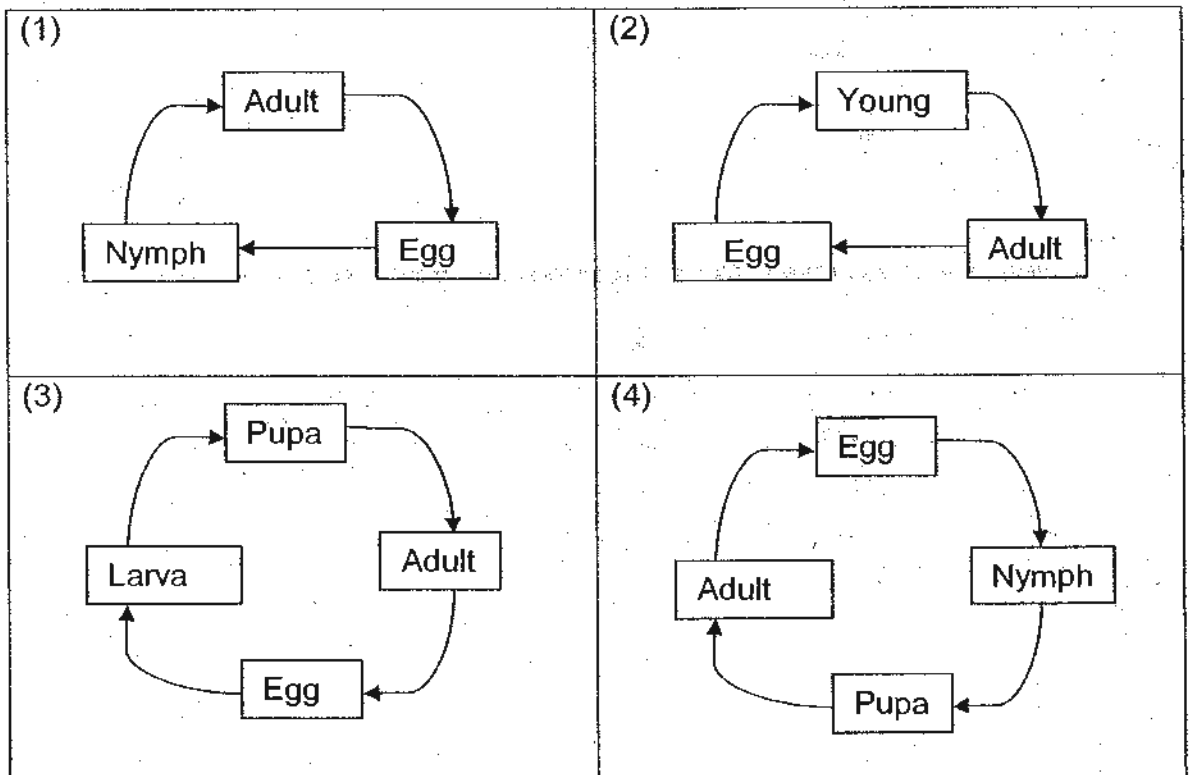 (1)
Adult
Nymph
Egg
(2)
Young
Egg
Adult
(3)
Pupa
Larva
Adult
Egg
(4)
Egg
Adult
Nymph
Pupa